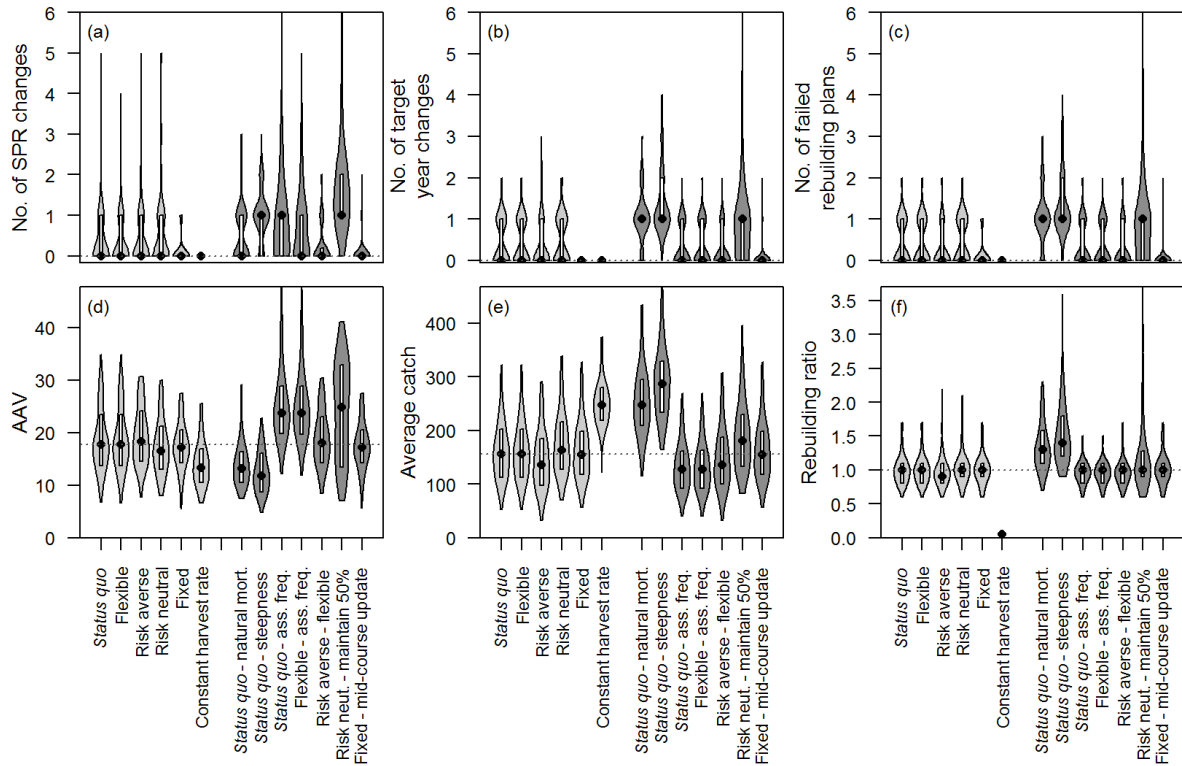 (a)
No. of SPR changes
6
5
4
3
2
1
0
(b)
No. of target
year changes
6
5
4
3
2
1
0
(c)
No. of failed
rebuilding plans
6
5
4
3
2
1
0
(d)
AAV
40
30
20
10
0
(e)
Average catch
400
300
200
100
0
(f)
Rebuilding ratio
3.5
3.0
2.5
2.0
1.5
1.0
0.5
0.0
Status quo
Flexible
Risk averse
Risk neutral
Fixed
Constant harvest rate
Status quo - natural mort.
Status quo - steepness
Status quo - ass. freq.
Flexible - ass. freq.
Risk averse - flexible
Risk neut. - maintain 50%
Fixed - mid-course update
Status quo
Flexible
Risk averse
Risk neutral
Fixed
Constant harvest rate
Status quo - natural mort.
Status quo - steepness
Status quo - ass. freq.
Flexible - ass. freq.
Risk averse - flexible
Risk neut. - maintain 50%
Fixed - mid-course update
Status quo
Flexible
Risk averse
Risk neutral
Fixed
Constant harvest rate
Status quo - natural mort.
Status quo - steepness
Status quo - ass. freq.
Flexible - ass. freq.
Risk averse - flexible
Risk neut. - maintain 50%
Fixed - mid-course update